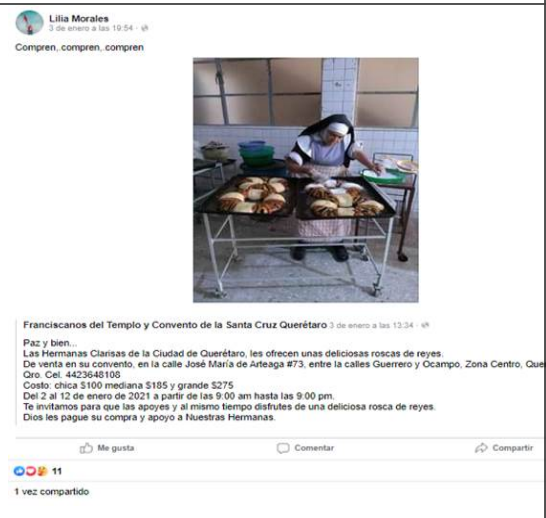 Lilia Morales
3 de enero a las 19:54 ·
Compren, compren, compren
Franciscanos del Templo y Convento de la Santa Cruz Querétaro 3 de enero a las 13:34 ·
Paz y bien...
Las Hermanas Clarisas de la Ciudad de Querétaro, les ofrecen unas deliciosas roscas de reyes.
De venta en su convento, en la calle José María de Arteaga #73, entre la calles Guerrero y Ocampo, Zona Centro, Que
Qro. Cel. 4423648108
Costo: chica $100 mediana $185 y grande $275
Del 2 al 12 de enero de 2021 a partir de las 9:00 am hasta las 9:00 pm.
Te invitamos para que las apoyes y al mismo tiempo disfrutes de una deliciosa rosca de reyes.
Dios les pague su compra y apoyo a Nuestras Hermanas.
Me gusta Comentar Compartir
11
1 vez compartido